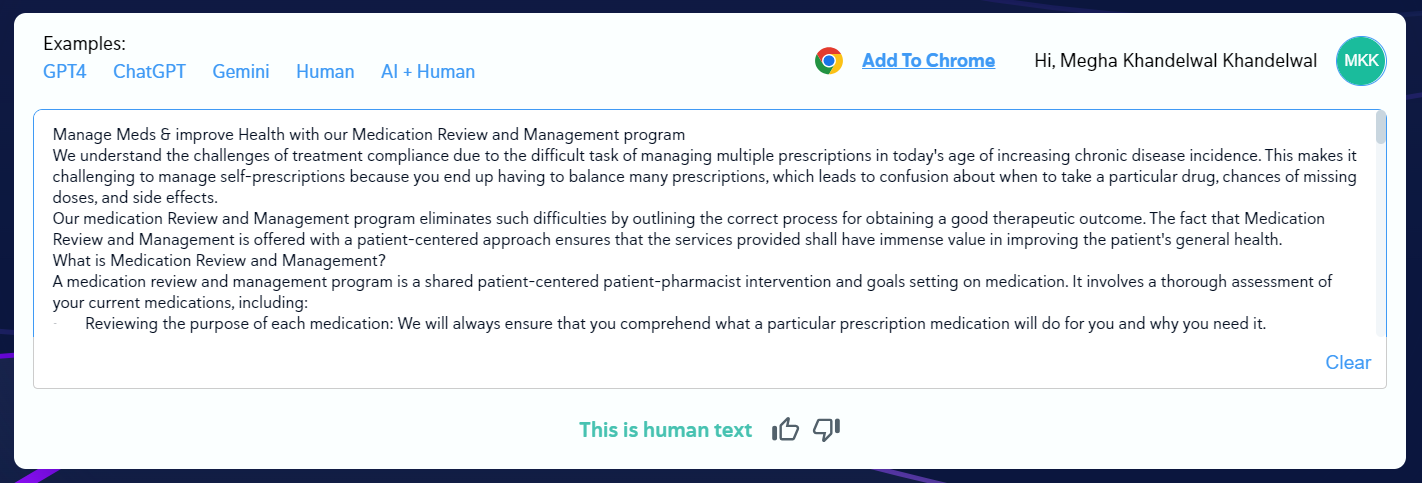 Examples:
GPT4 ChatGPT Gemini Human AI + Human
Add To Chrome
Hi, Megha Khandelwal Khandelwal
MKK
Manage Meds & improve Health with our Medication Review and Management program
We understand the challenges of treatment compliance due to the difficult task of managing multiple prescriptions in today's age of increasing chronic disease incidence. This makes it
challenging to manage self-prescriptions because you end up having to balance many prescriptions, which leads to confusion about when to take a particular drug, chances of missing
doses, and side effects.
Our medication Review and Management program eliminates such difficulties by outlining the correct process for obtaining a good therapeutic outcome. The fact that Medication
Review and Management is offered with a patient-centered approach ensures that the services provided shall have immense value in improving the patient's general health.
What is Medication Review and Management?
A medication review and management program is a shared patient-centered patient-pharmacist intervention and goals setting on medication. It involves a thorough assessment of
your current medications, including:
· Reviewing the purpose of each medication: We will always ensure that you comprehend what a particular prescription medication will do for you and why you need it.
Clear
This is human text